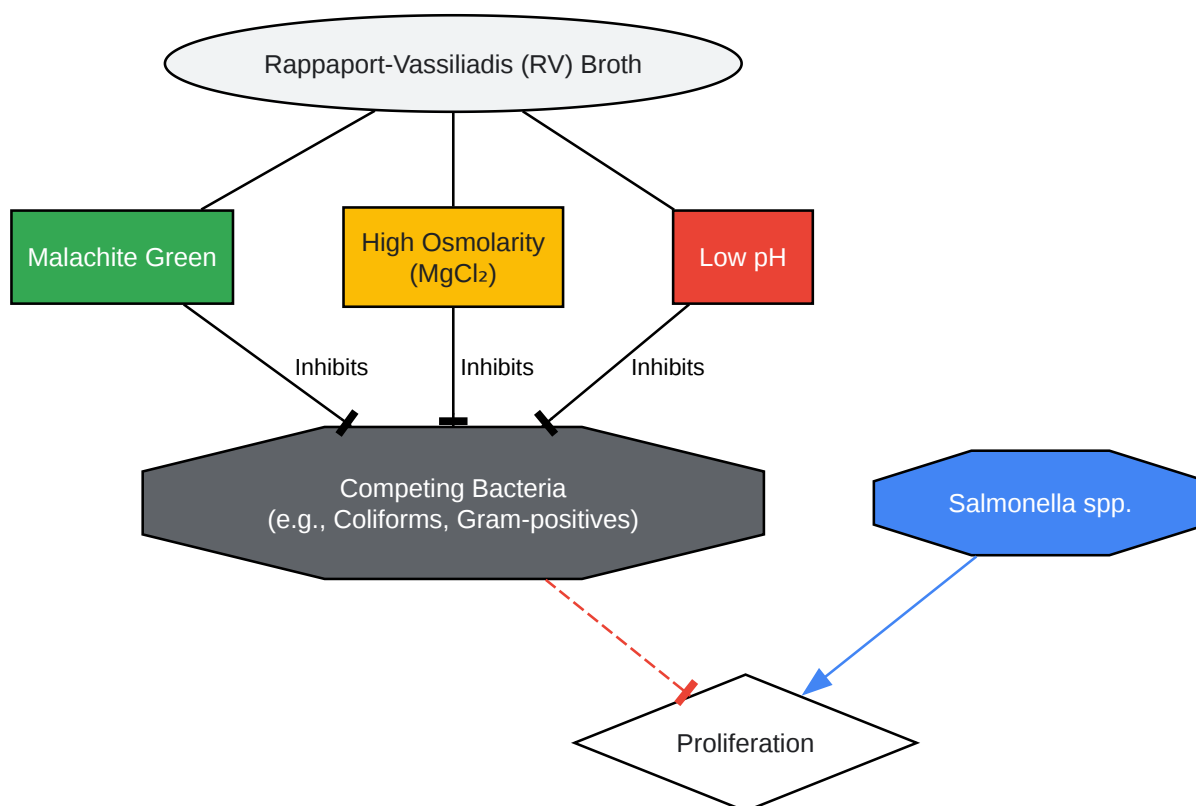 Rappaport-Vassiliadis (RV) Broth
Malachite Green
High Osmolarity
(MgCl₂)
Low pH
Inhibits
Inhibits
Inhibits
Competing Bacteria
(e.g., Coliforms, Gram-positives)
Salmonella spp.
Proliferation